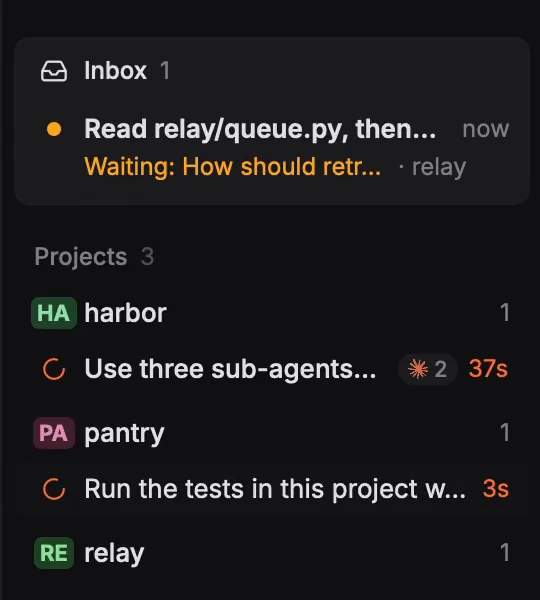 Inbox 1
Read relay/queue.py, then... now
Waiting: How should retr... · relay
Projects 3
HA harbor 1
Use three sub-agents... 2 37s
PA pantry 1
Run the tests in this project w... 3s
RE relay 1